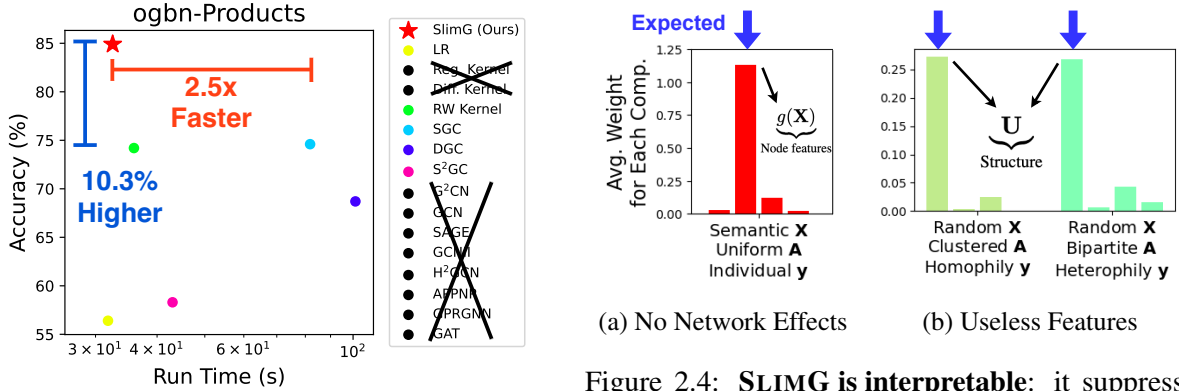 ogbn-Products
Accuracy (%)
85
80
75
70
65
60
55
2.5x
Faster
10.3%
Higher
3 × 10¹
4 × 10¹
6 × 10¹
10²
Run Time (s)
SlimG (Ours)
LR
Reg. Kernel
Diff. Kernel
RW Kernel
SGC
DGC
S²GC
G²CN
GCN
SAGE
GCNII
H²GCN
APPNP
GPRGNN
GAT
Expected
Avg. Weight
for Each Comp.
1.25
1.00
0.75
0.50
0.25
0.00
g(X)
Node features
Semantic X
Uniform A
Individual y
(a) No Network Effects
0.25
0.20
0.15
0.10
0.05
0.00
U
Structure
Random X
Clustered A
Homophily y
Random X
Bipartite A
Heterophily y
(b) Useless Features
Figure 2.4: SLIMG is interpretable: it suppress